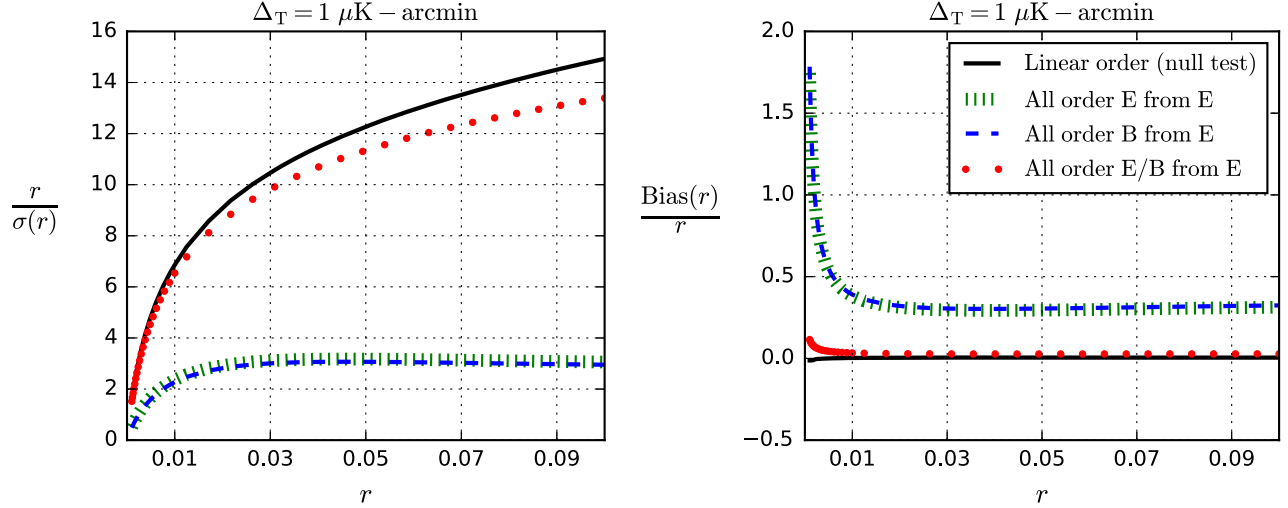 Δ_T = 1 μK − arcmin
16
14
12
10
8
6
4
2
0
r
σ(r)
0.01 0.03 0.05 0.07 0.09
r
Δ_T = 1 μK − arcmin
2.0
1.5
1.0
0.5
0.0
−0.5
Bias(r)
r
Linear order (null test)
All order E from E
All order B from E
All order E/B from E
0.01 0.03 0.05 0.07 0.09
r